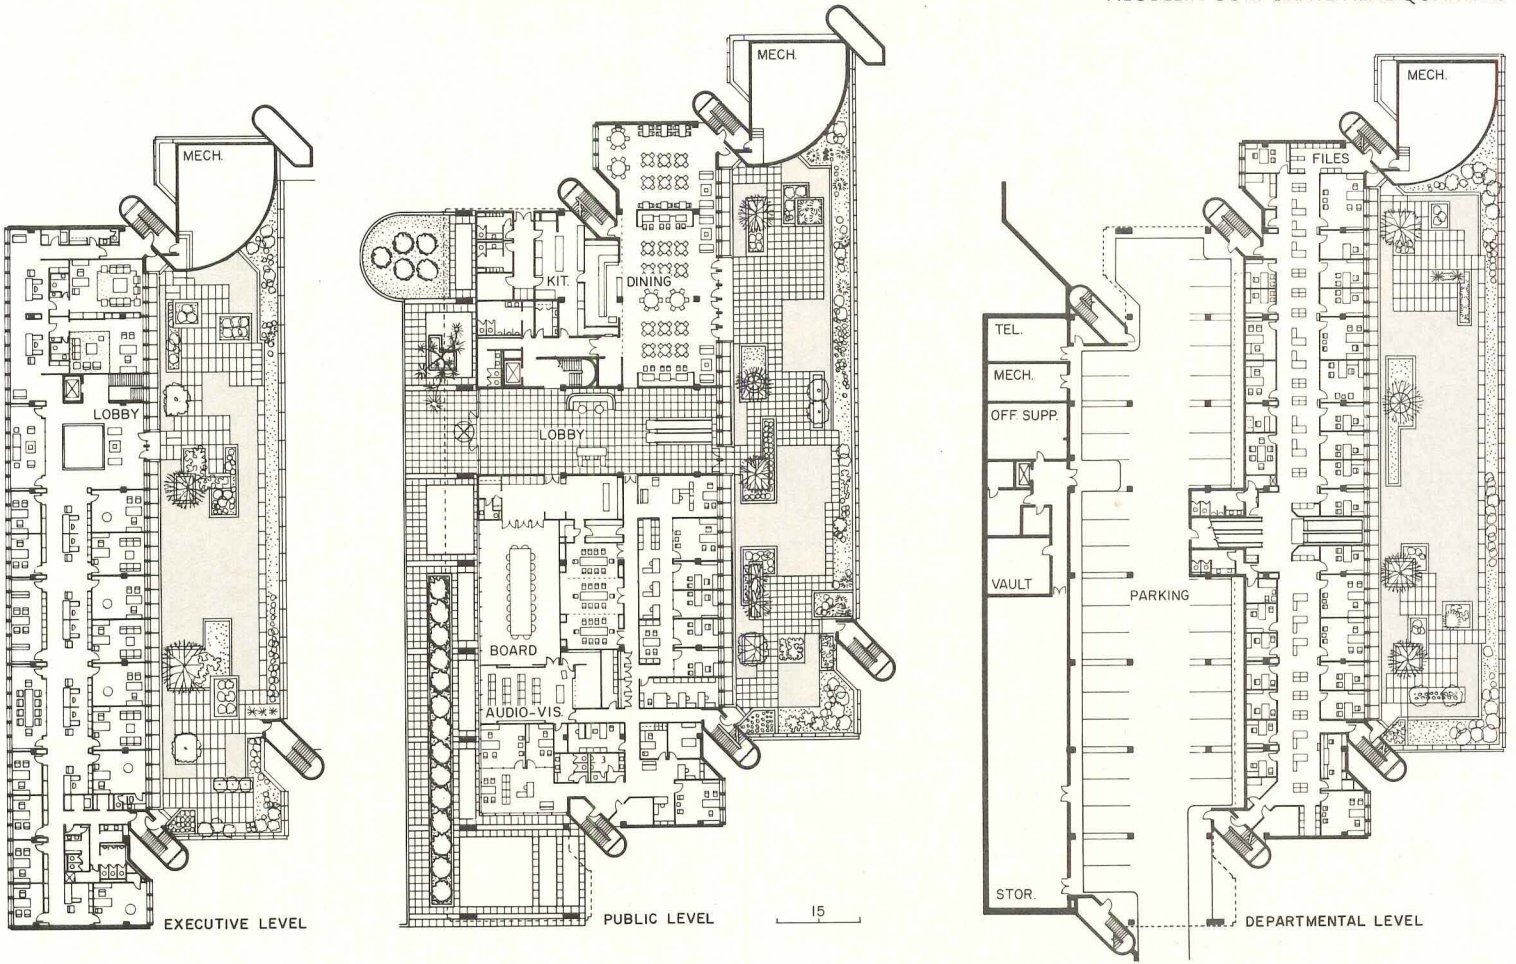 MECH.
LOBBY
EXECUTIVE LEVEL
MECH.
KIT.
DINING
LOBBY
BOARD
AUDIO-VIS.
3
PUBLIC LEVEL
15
MECH.
FILES
TEL.
MECH.
OFF. SUPP.
VAULT
PARKING
STOR.
DEPARTMENTAL LEVEL